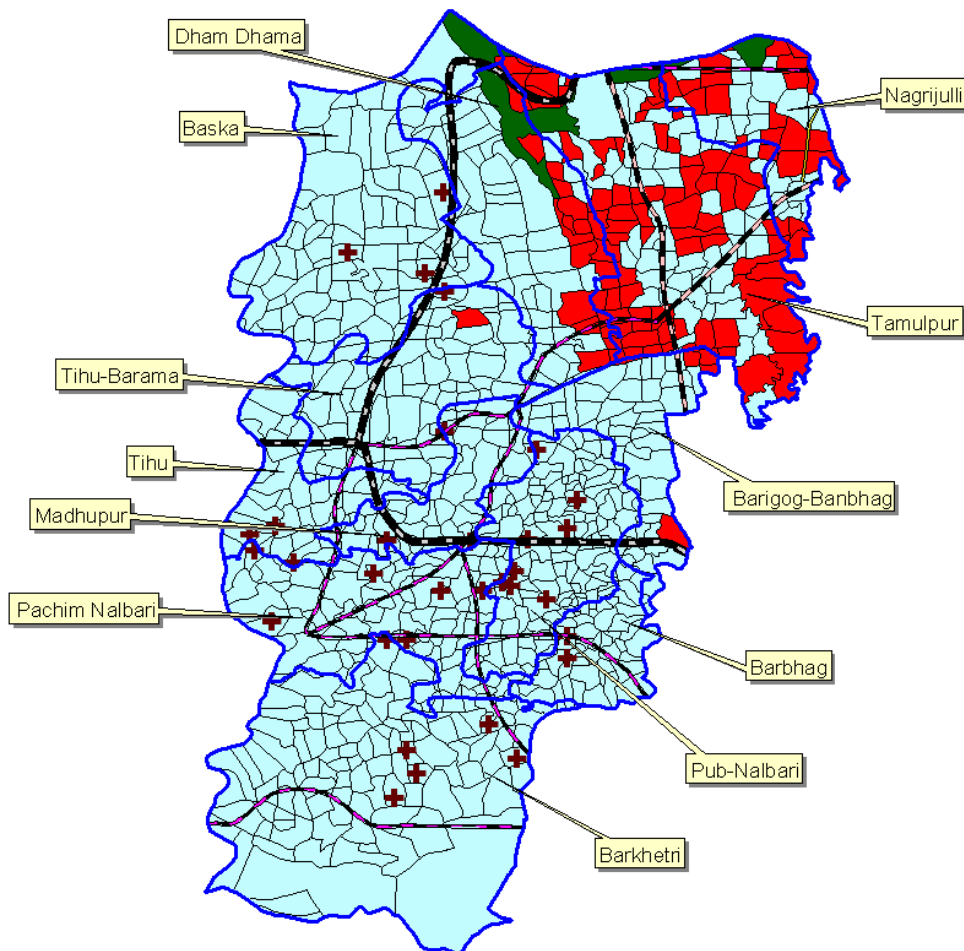 Dham Dhama
Nagrijulli
Baska
Tamulpur
Tihu-Barama
Tihu
Barigog-Banbhag
Madhupur
Pachim Nalbari
Barbhag
Pub-Nalbari
Barkhetri